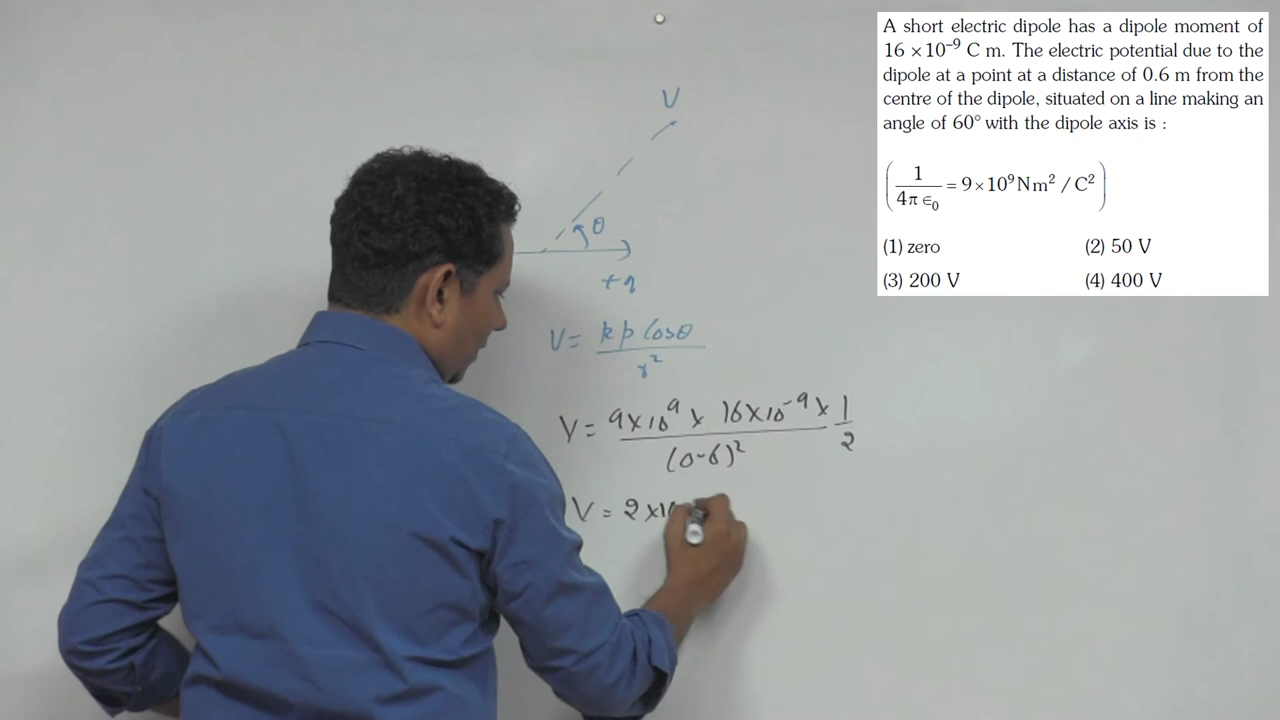 A short electric dipole has a dipole moment of
16 × 10⁻⁹ C m. The electric potential due to the
dipole at a point at a distance of 0.6 m from the
centre of the dipole, situated on a line making an
angle of 60° with the dipole axis is :
(1/4π∈₀ = 9×10⁹ Nm² / C²)
(1) zero (2) 50 V
(3) 200 V (4) 400 V
V
θ
+q
V = kp Cosθ / r²
V = 9×10⁹ × 16×10⁻⁹ × 1 / (0.6)² 2
V = 2×10